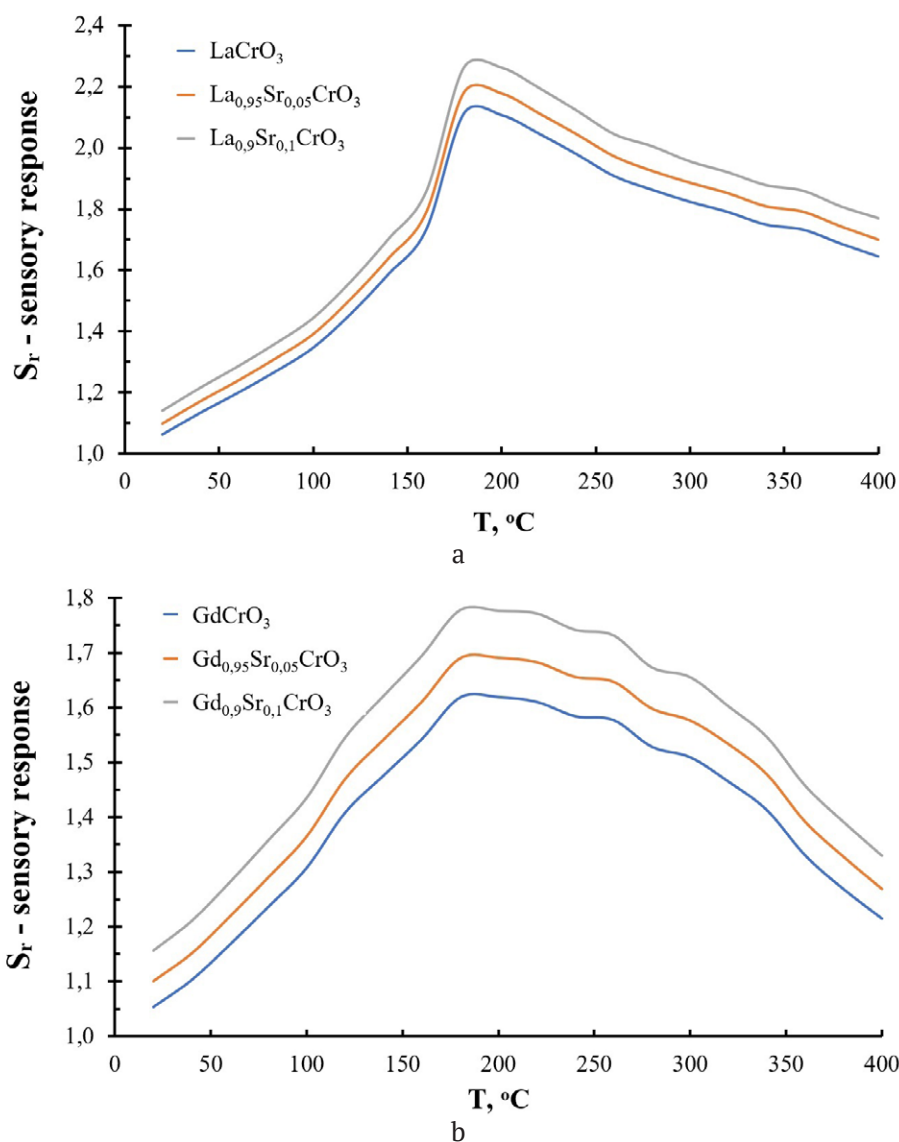 2,4
2,2
2,0
1,8
1,6
1,4
1,2
1,0
Sᵣ - sensory response
LaCrO₃
La₀,₉₅Sr₀,₀₅CrO₃
La₀,₉Sr₀,₁CrO₃
0 50 100 150 200 250 300 350 400
T, °C
a
1,8
1,7
1,6
1,5
1,4
1,3
1,2
1,1
1,0
Sᵣ - sensory response
GdCrO₃
Gd₀,₉₅Sr₀,₀₅CrO₃
Gd₀,₉Sr₀,₁CrO₃
0 50 100 150 200 250 300 350 400
T, °C
b